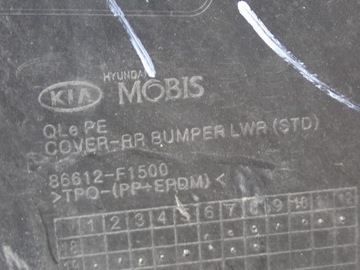 KIA
HYUNDAI
MOBIS
QLe PE
COVER-RR BUMPER LWR (STD)
86612-F1500
>TPO-(PP+EPDM)<
1 2 3 4 5 6 7 8 9 10 11 12